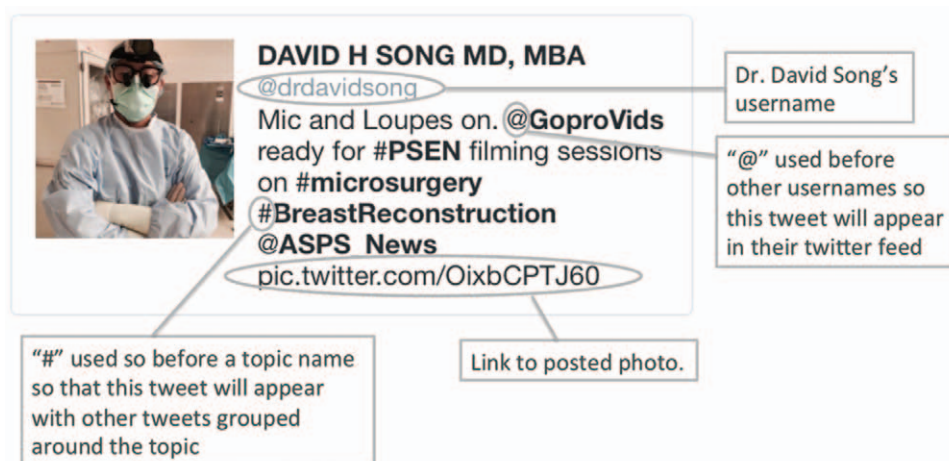 DAVID H SONG MD, MBA
@drdavidsong
Mic and Loupes on. @GoproVids
ready for #PSEN filming sessions
on #microsurgery
#BreastReconstruction
@ASPS_News
pic.twitter.com/OixbCPTJ60
Dr. David Song’s
username
“@” used before
other usernames so
this tweet will appear
in their twitter feed
Link to posted photo.
“#” used so before a topic name
so that this tweet will appear
with other tweets grouped
around the topic